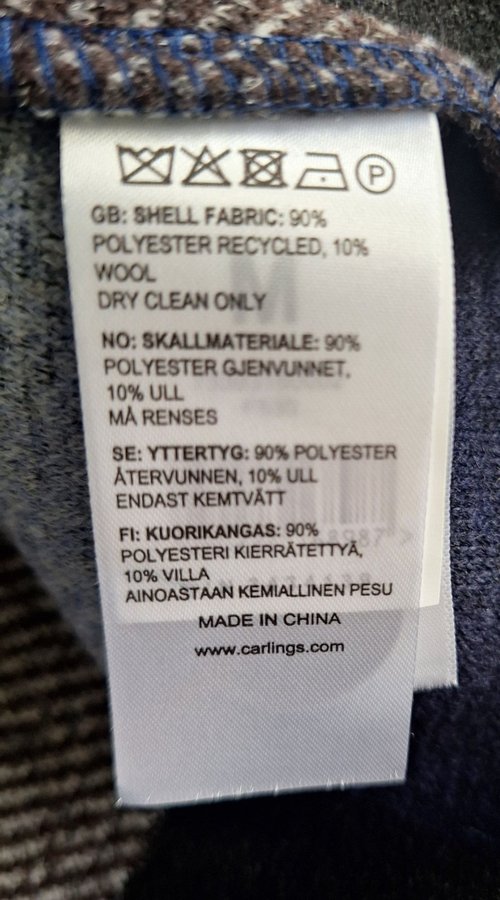 P
GB: SHELL FABRIC: 90%
POLYESTER RECYCLED, 10%
WOOL
DRY CLEAN ONLY
NO: SKALLMATERIALE: 90%
POLYESTER GJENVUNNET,
10% ULL
MÅ RENSES
SE: YTTERTYG: 90% POLYESTER
ÅTERVUNNEN, 10% ULL
ENDAST KEMTVÄTT
FI: KUORIKANGAS: 90%
POLYESTERI KIERRÄTETTYÄ,
10% VILLA
AINOASTAAN KEMIALLINEN PESU
MADE IN CHINA
www.carlings.com